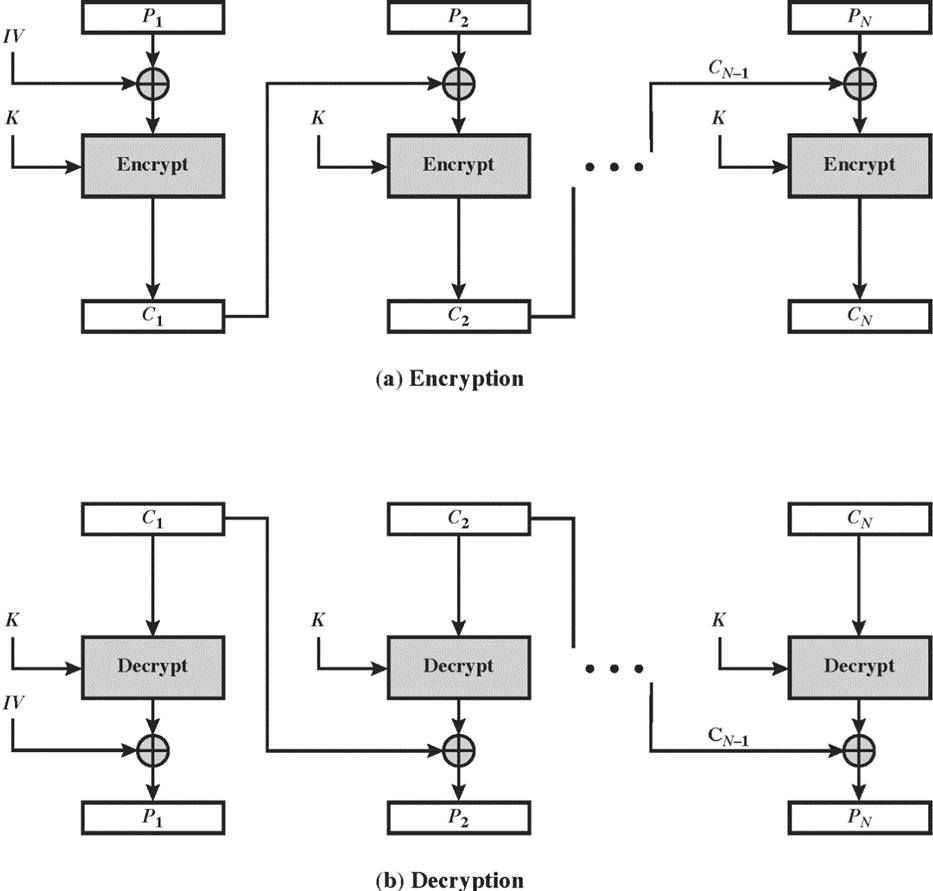 P1 P2 PN
IV
CN–1
K K K
Encrypt Encrypt Encrypt
C1 C2 CN
(a) Encryption
C1 C2 CN
K K K
Decrypt Decrypt Decrypt
IV
CN–1
P1 P2 PN
(b) Decryption